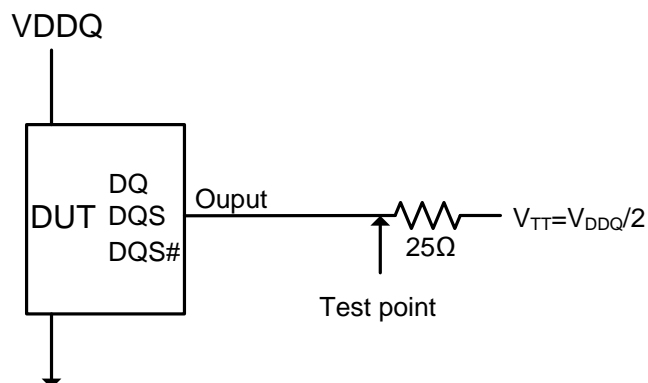 VDDQ
DUT
DQ
DQS
DQS#
Ouput
25Ω
V_TT=V_DDQ/2
Test point